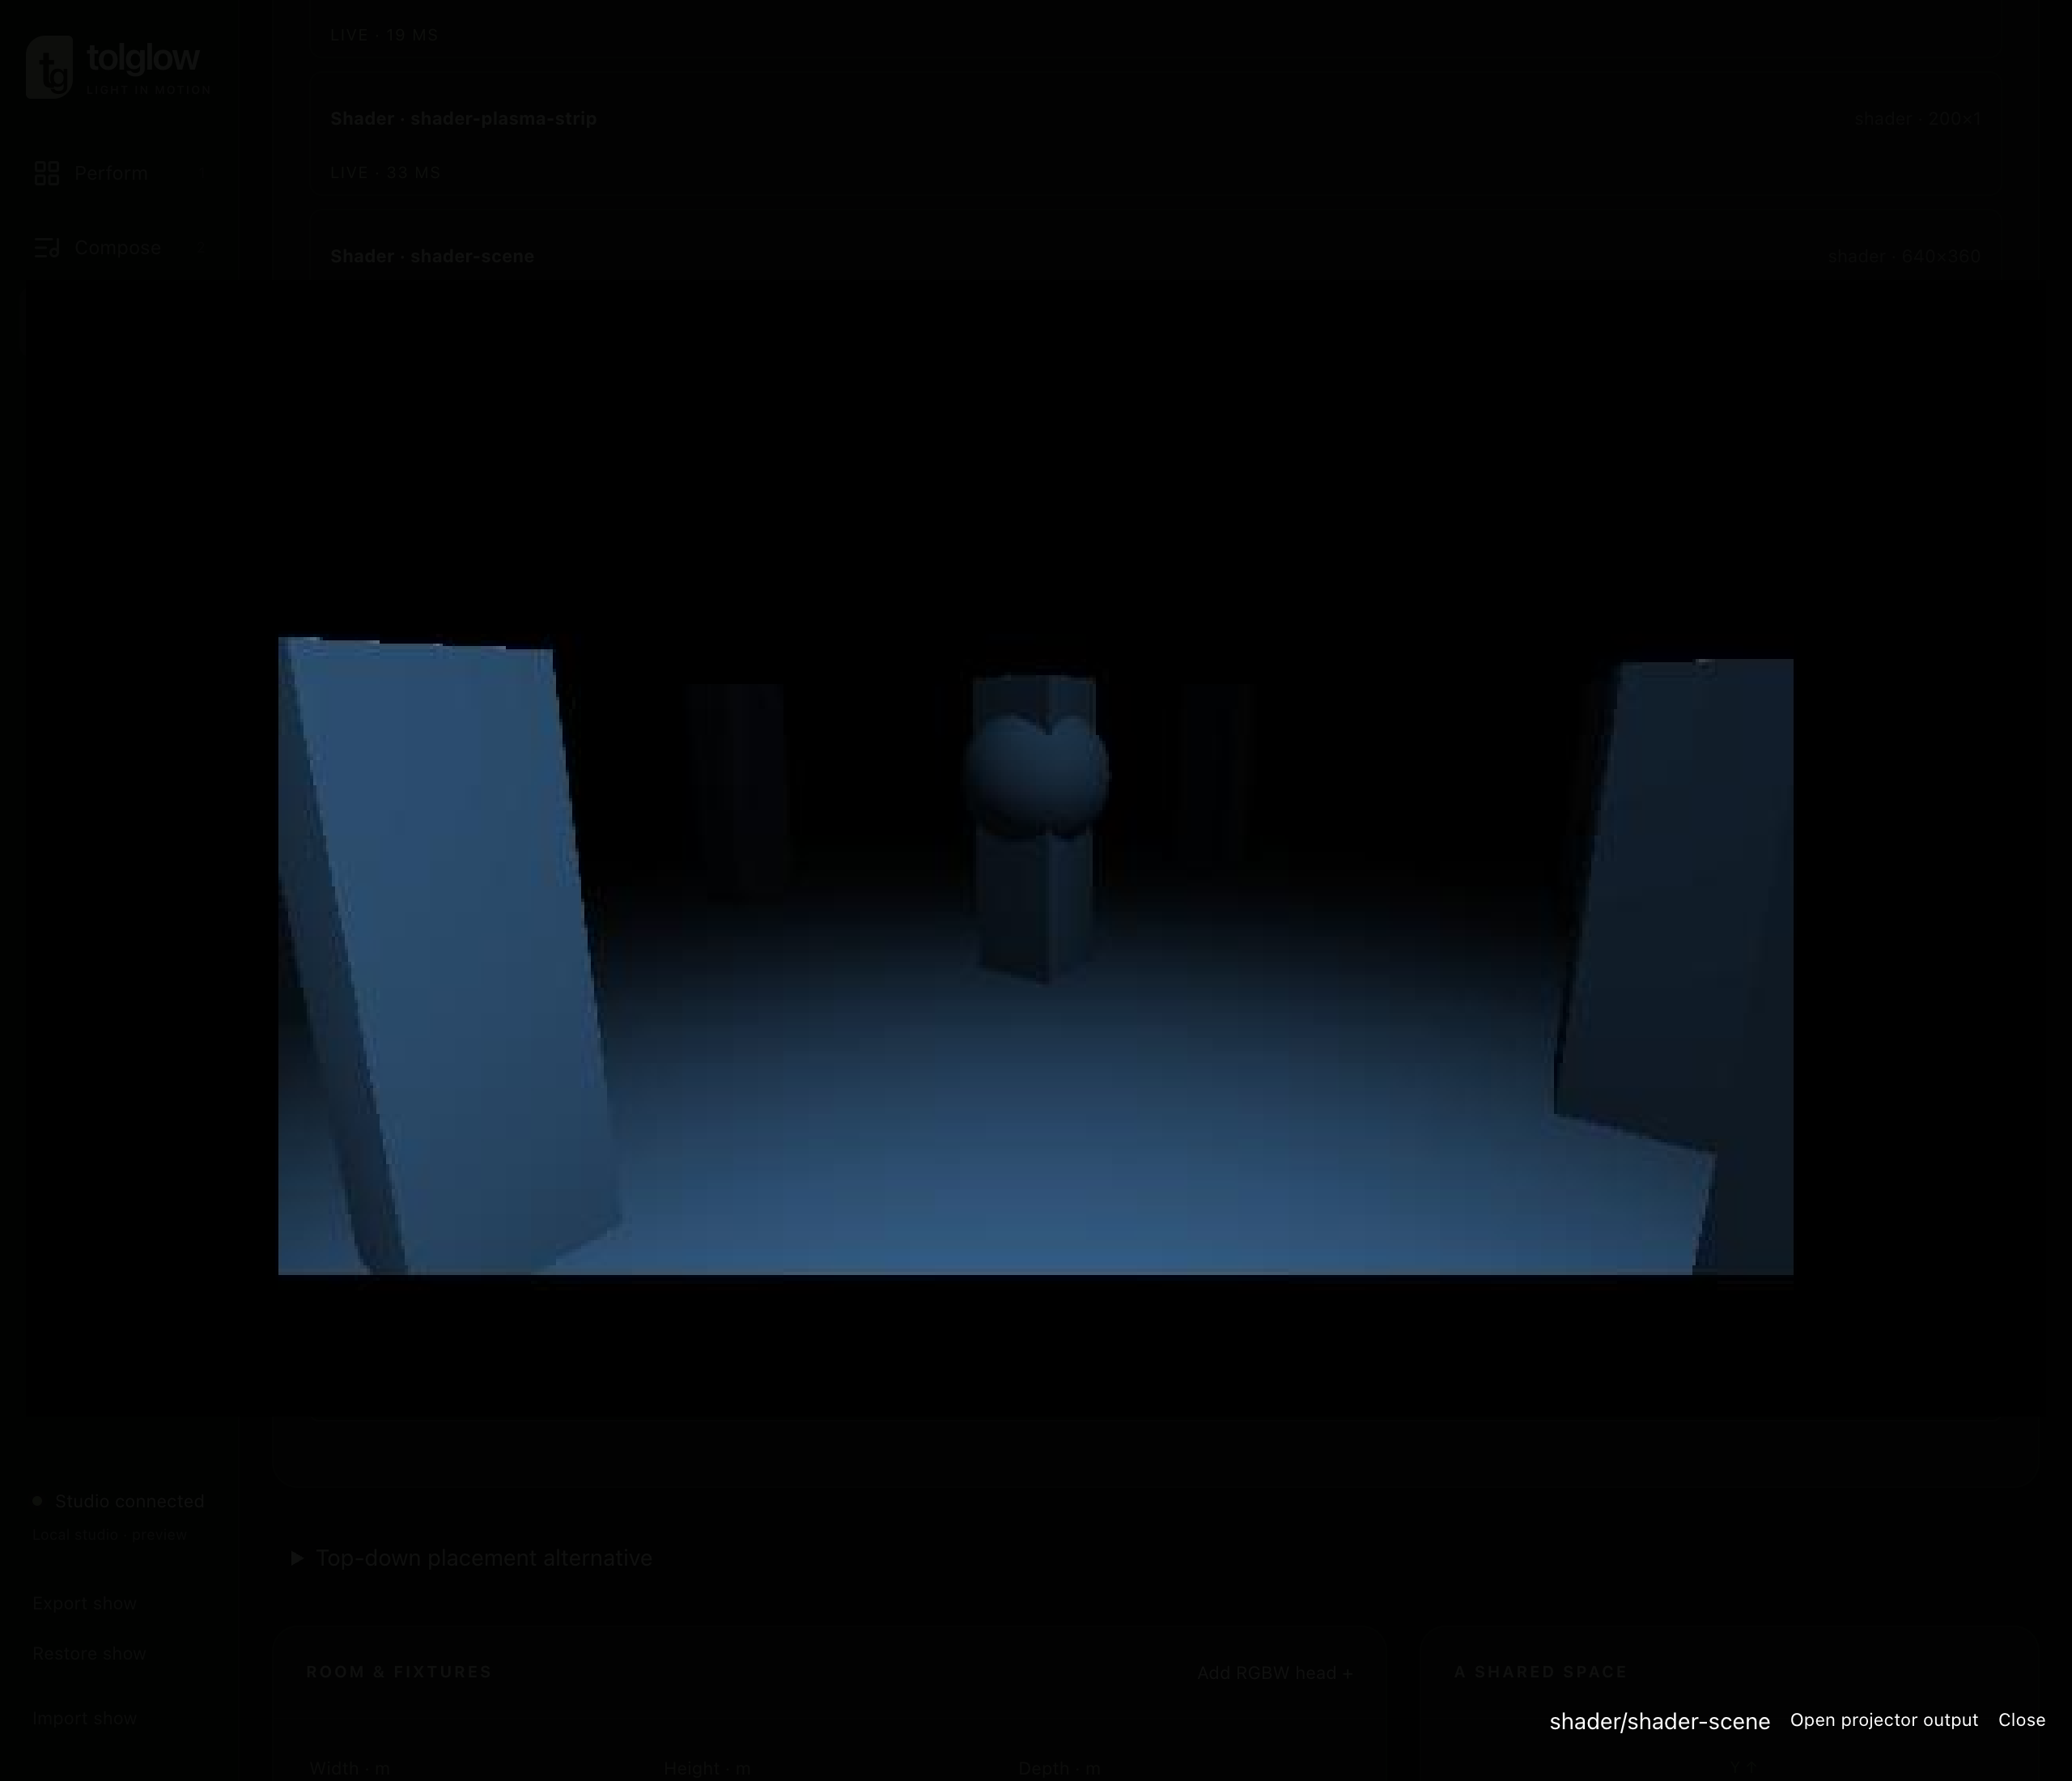 LIVE · 19 MS
tg tolglow
LIGHT IN MOTION
Shader · shader-plasma-strip
shader · 200×1
Perform
LIVE · 33 MS
Compose
Shader · shader-scene
shader · 640×360
Studio connected
Local studio · preview
Top-down placement alternative
Export show
Restore show
ROOM & FIXTURES
Add RGBW head +
A SHARED SPACE
Import show
shader/shader-scene
Open projector output
Close
Width · m
Height · m
Depth · m